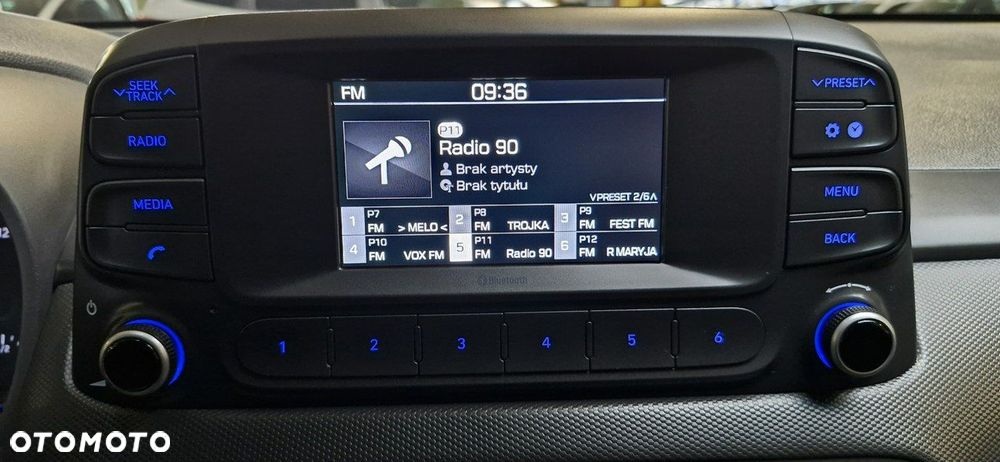 SEEK
TRACK
RADIO
MEDIA
FM 09:36
P11
Radio 90
Brak artysty
Brak tytułu
PRESET 2/6
1 P7 FM > MELO <
2 P8 FM TROJKA
3 P9 FM FEST FM
4 P10 FM VOX FM
5 P11 FM Radio 90
6 P12 FM R MARYJA
Bluetooth
PRESET
MENU
BACK
1 2 3 4 5 6
OTOMOTO